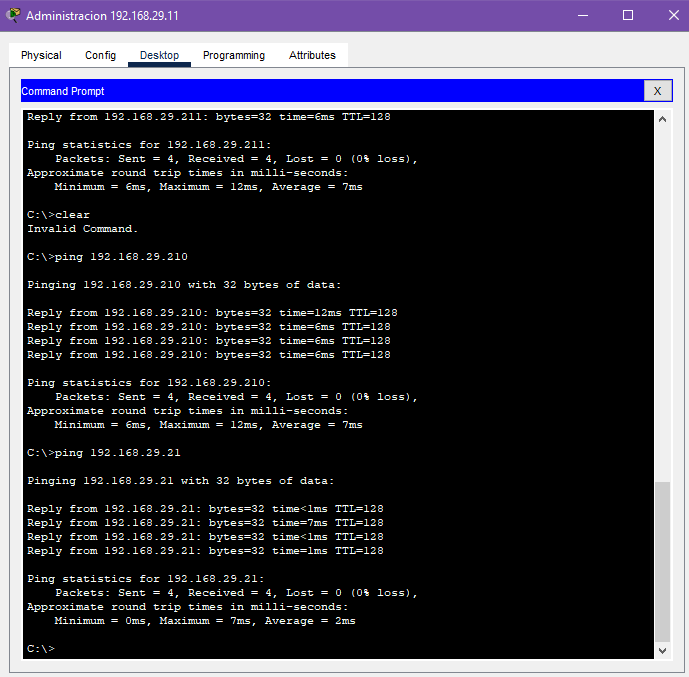 Administracion 192.168.29.11
Physical Config Desktop Programming Attributes
Command Prompt X
Reply from 192.168.29.211: bytes=32 time=6ms TTL=128
Ping statistics for 192.168.29.211:
Packets: Sent = 4, Received = 4, Lost = 0 (0% loss),
Approximate round trip times in milli-seconds:
Minimum = 6ms, Maximum = 12ms, Average = 7ms
C:\>clear
Invalid Command.
C:\>ping 192.168.29.210
Pinging 192.168.29.210 with 32 bytes of data:
Reply from 192.168.29.210: bytes=32 time=12ms TTL=128
Reply from 192.168.29.210: bytes=32 time=6ms TTL=128
Reply from 192.168.29.210: bytes=32 time=6ms TTL=128
Reply from 192.168.29.210: bytes=32 time=6ms TTL=128
Ping statistics for 192.168.29.210:
Packets: Sent = 4, Received = 4, Lost = 0 (0% loss),
Approximate round trip times in milli-seconds:
Minimum = 6ms, Maximum = 12ms, Average = 7ms
C:\>ping 192.168.29.21
Pinging 192.168.29.21 with 32 bytes of data:
Reply from 192.168.29.21: bytes=32 time<1ms TTL=128
Reply from 192.168.29.21: bytes=32 time=7ms TTL=128
Reply from 192.168.29.21: bytes=32 time<1ms TTL=128
Reply from 192.168.29.21: bytes=32 time=1ms TTL=128
Ping statistics for 192.168.29.21:
Packets: Sent = 4, Received = 4, Lost = 0 (0% loss),
Approximate round trip times in milli-seconds:
Minimum = 0ms, Maximum = 7ms, Average = 2ms
C:\>